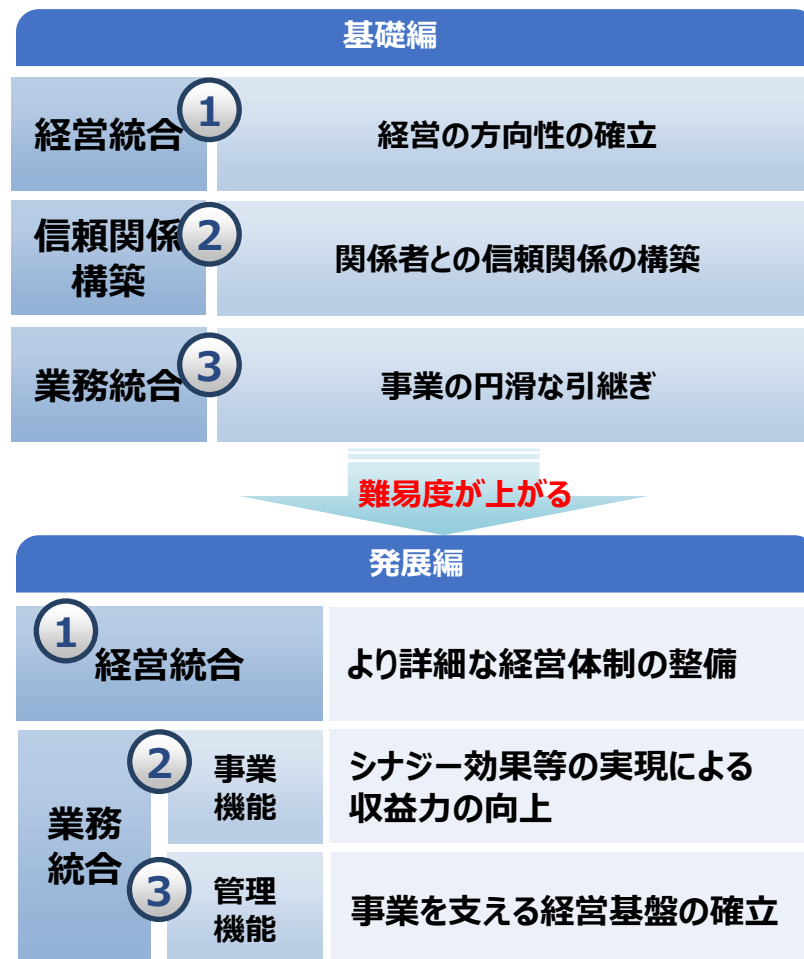 基礎編
経営統合
1
経営の方向性の確立
信頼関係
構築
2
関係者との信頼関係の構築
業務統合
3
事業の円滑な引継ぎ
難易度が上がる
発展編
1
経営統合
より詳細な経営体制の整備
業務
統合
2
事業
機能
シナジー効果等の実現による
収益力の向上
3
管理
機能
事業を支える経営基盤の確立